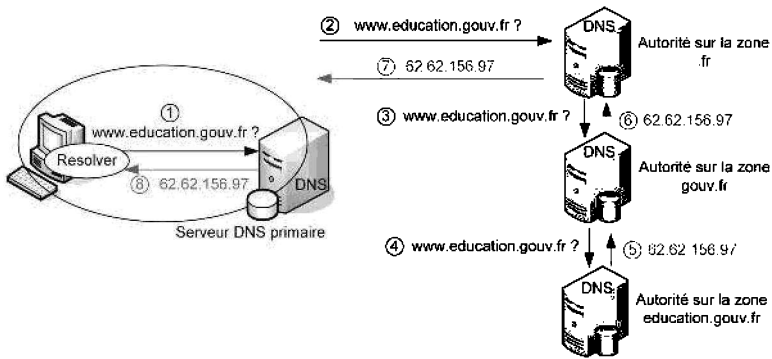 ② www.education.gouv.fr ?
DNS
Autorité sur la zone
.fr
⑦ 62.62.156.97
①
www.education.gouv.fr ?
③ www.education.gouv.fr ?
⑥ 62.62.156.97
Resolver
DNS
Autorité sur la zone
gouv.fr
⑧ 62.62.156.97
DNS
Serveur DNS primaire
④ www.education.gouv.fr ?
⑤ 62.62.156.97
DNS
Autorité sur la zone
education.gouv.fr